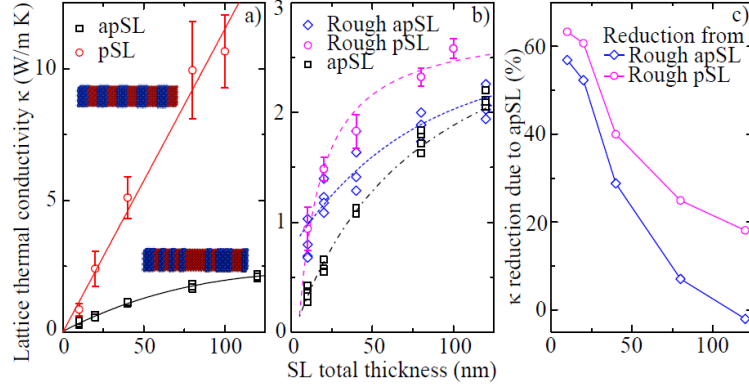 Lattice thermal conductivity κ (W/m K)
10
5
0
a)
apSL
pSL
0
50
100
3
2
1
0
b)
Rough apSL
Rough pSL
apSL
0
50
100
SL total thickness (nm)
κ reduction due to apSL (%)
60
40
20
0
c)
Reduction from
Rough apSL
Rough pSL
0
50
100